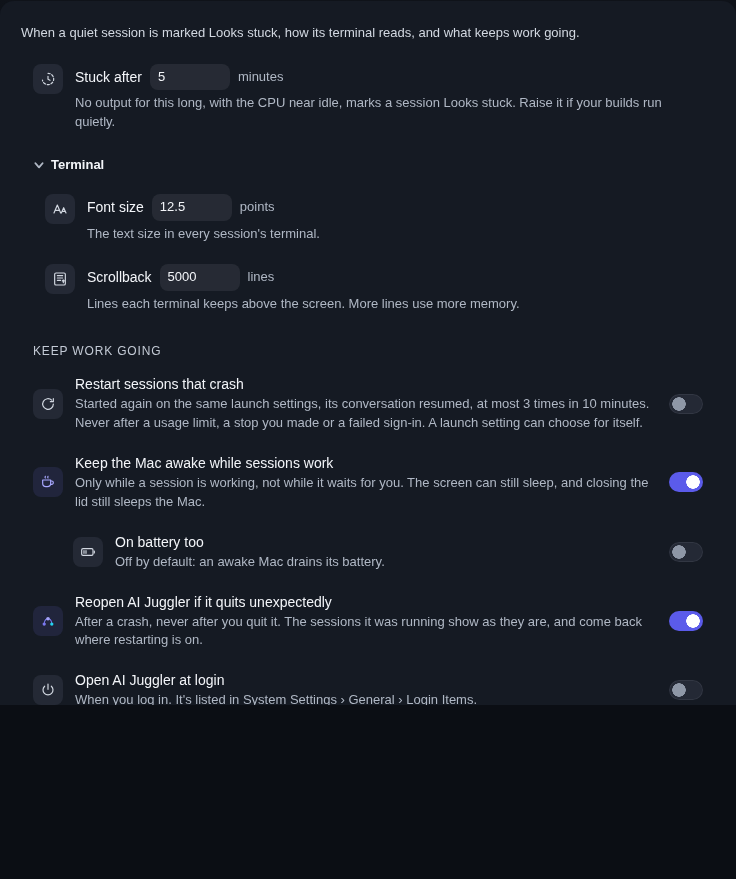 When a quiet session is marked Looks stuck, how its terminal reads, and what keeps work going.
Stuck after 5 minutes
No output for this long, with the CPU near idle, marks a session Looks stuck. Raise it if your builds run
quietly.
Terminal
Font size 12.5 points
The text size in every session's terminal.
Scrollback 5000 lines
Lines each terminal keeps above the screen. More lines use more memory.
KEEP WORK GOING
Restart sessions that crash
Started again on the same launch settings, its conversation resumed, at most 3 times in 10 minutes.
Never after a usage limit, a stop you made or a failed sign-in. A launch setting can choose for itself.
Keep the Mac awake while sessions work
Only while a session is working, not while it waits for you. The screen can still sleep, and closing the
lid still sleeps the Mac.
On battery too
Off by default: an awake Mac drains its battery.
Reopen AI Juggler if it quits unexpectedly
After a crash, never after you quit it. The sessions it was running show as they are, and come back
where restarting is on.
Open AI Juggler at login
When you log in. It's listed in System Settings › General › Login Items.